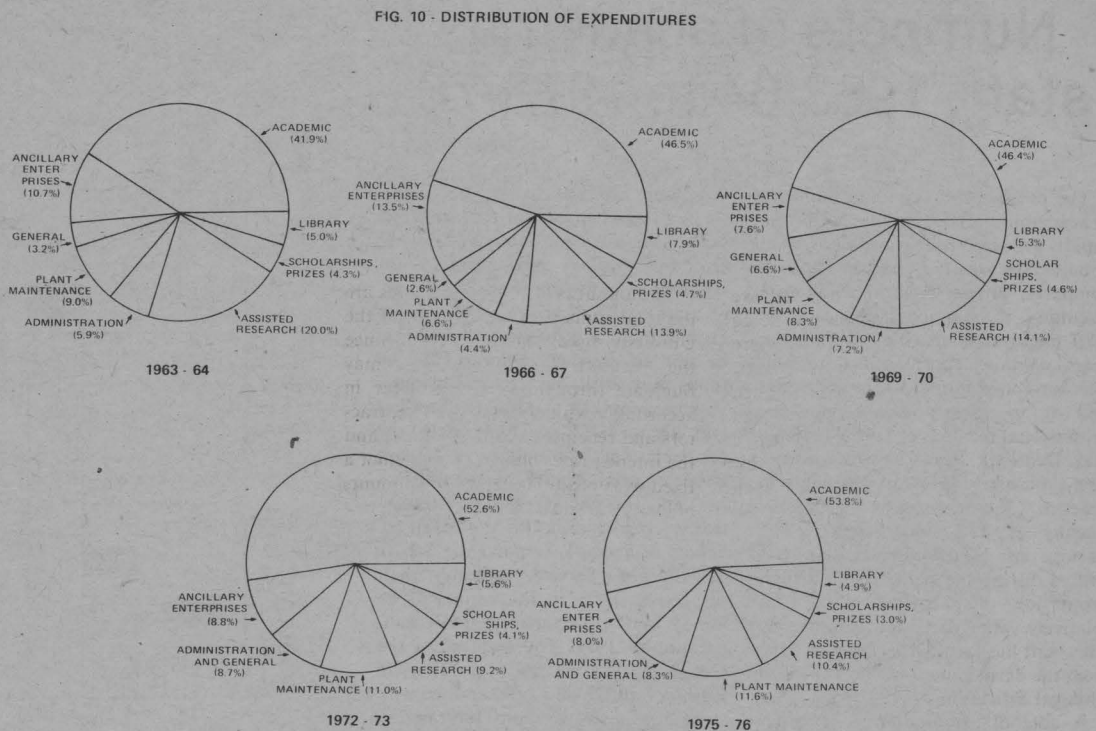 FIG. 10 - DISTRIBUTION OF EXPENDITURES
ACADEMIC
(41.9%)
LIBRARY
(5.0%)
SCHOLARSHIPS,
PRIZES (4.3%)
ASSISTED
RESEARCH (20.0%)
ADMINISTRATION
(5.9%)
PLANT
MAINTENANCE
(9.0%)
GENERAL
(3.2%)
ANCILLARY
ENTER
PRISES
(10.7%)
1963 - 64
ACADEMIC
(46.5%)
LIBRARY
(7.9%)
SCHOLARSHIPS,
PRIZES (4.7%)
ASSISTED
RESEARCH (13.9%)
ADMINISTRATION
(4.4%)
PLANT
MAINTENANCE
(6.6%)
GENERAL
(2.6%)
ANCILLARY
ENTERPRISES
(13.5%)
1966 - 67
ACADEMIC
(46.4%)
LIBRARY
(5.3%)
SCHOLAR
SHIPS,
PRIZES (4.6%)
ASSISTED
RESEARCH (14.1%)
ADMINISTRATION
(7.2%)
PLANT
MAINTENANCE
(8.3%)
GENERAL
(6.6%)
ANCILLARY
ENTER
PRISES
(7.6%)
1969 - 70
ACADEMIC
(52.6%)
LIBRARY
(5.6%)
SCHOLAR
SHIPS,
PRIZES (4.1%)
ASSISTED
RESEARCH (9.2%)
PLANT
MAINTENANCE (11.0%)
ADMINISTRATION
AND GENERAL
(8.7%)
ANCILLARY
ENTERPRISES
(8.8%)
1972 - 73
ACADEMIC
(53.8%)
LIBRARY
(4.9%)
SCHOLARSHIPS,
PRIZES (3.0%)
ASSISTED
RESEARCH
(10.4%)
PLANT MAINTENANCE
(11.6%)
ADMINISTRATION
AND GENERAL (8.3%)
ANCILLARY
ENTER
PRISES
(8.0%)
1975 - 76